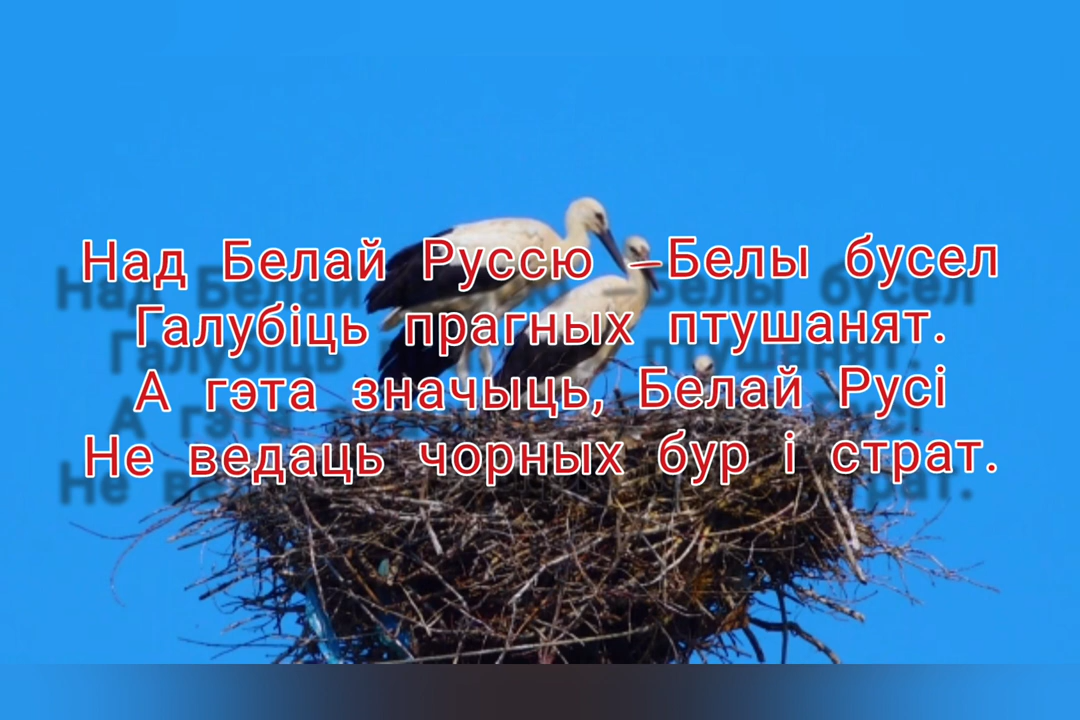 Над Белай Руссю –Белы бусел
Галубіць прагных птушанят.
А гэта значыць, Белай Русі
Не ведаць чорных бур і страт.